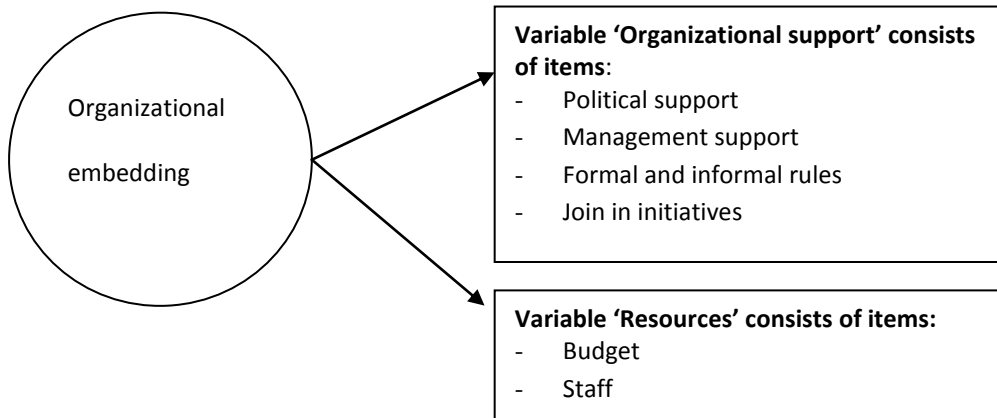 Organizational
embedding
Variable ‘Organizational support’ consists
of items:
- Political support
- Management support
- Formal and informal rules
- Join in initiatives
Variable ‘Resources’ consists of items:
- Budget
- Staff